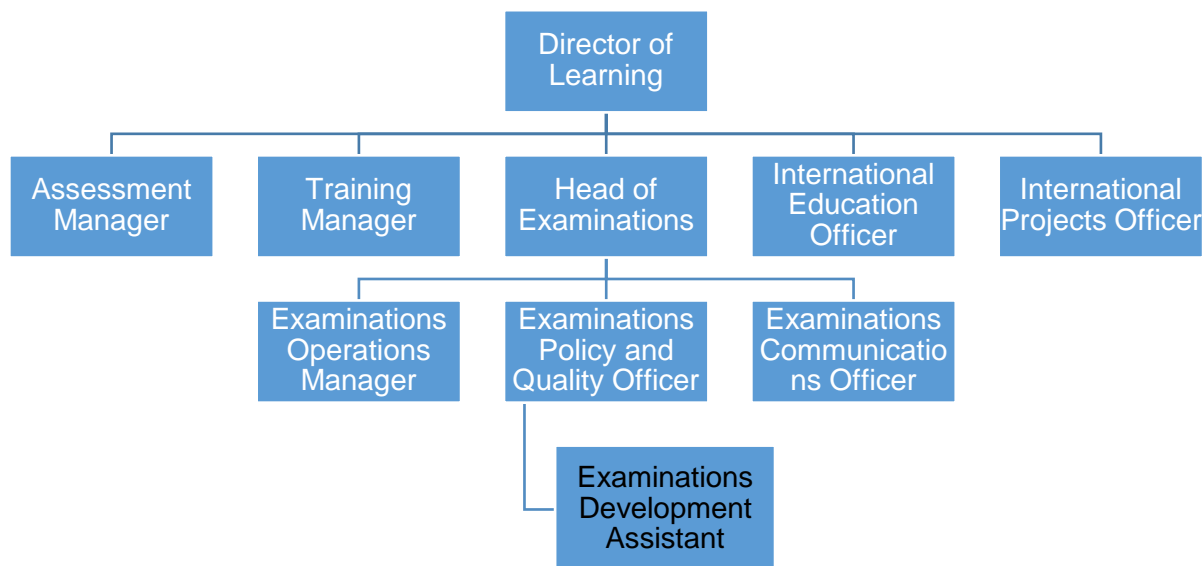 Director of
Learning
Assessment
Manager
Training
Manager
Head of
Examinations
International
Education
Officer
International
Projects Officer
Examinations
Operations
Manager
Examinations
Policy and
Quality Officer
Examinations
Communicatio
ns Officer
Examinations
Development
Assistant